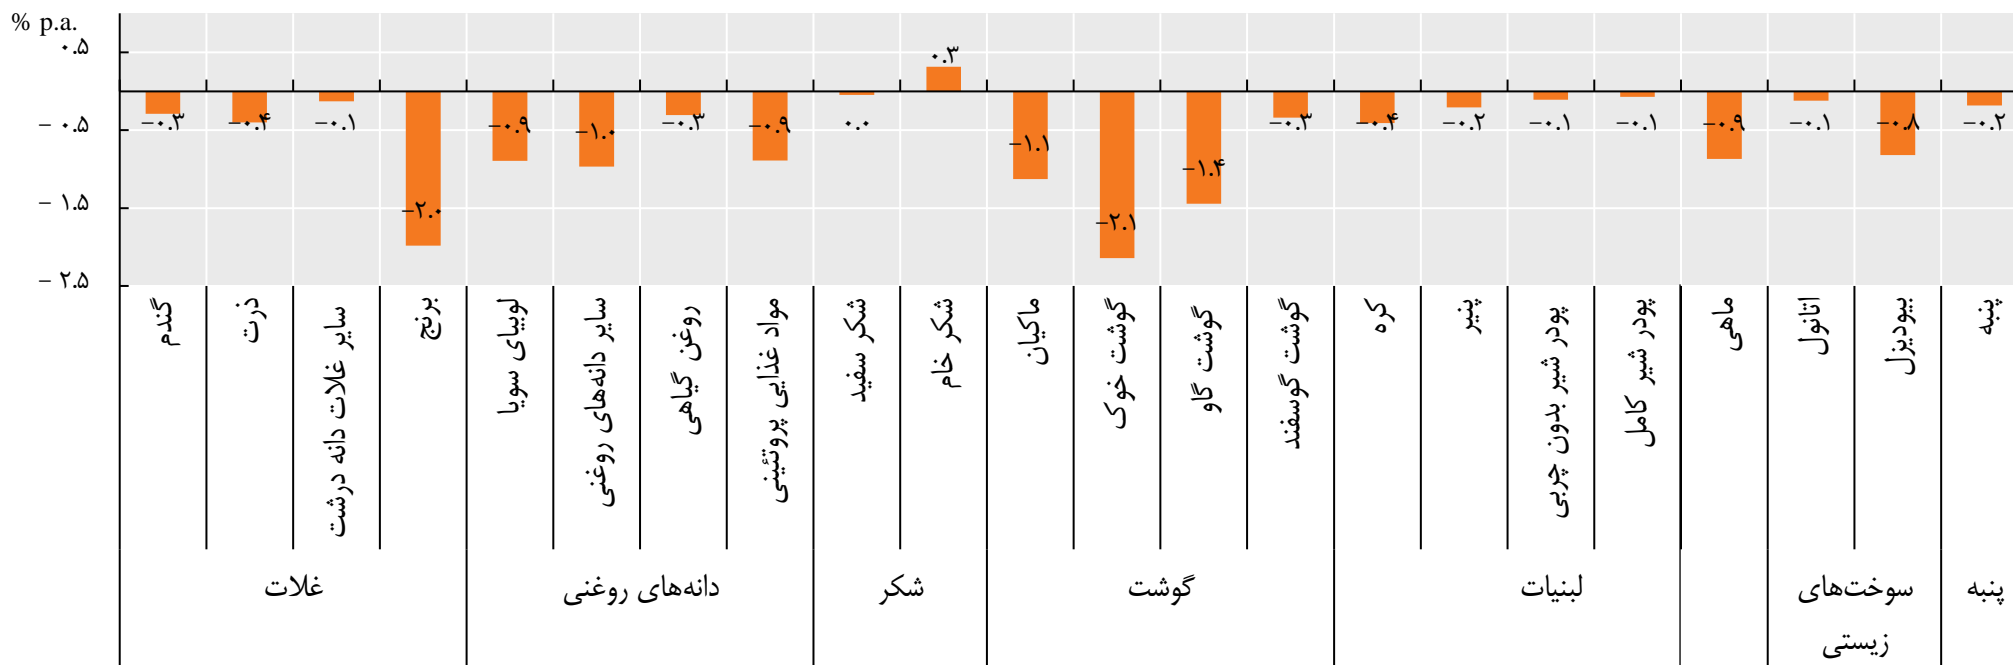 % p.a.
۰.۵
− ۰.۵
− ۱.۵
− ۲.۵
−۰.۳
−۰.۴
−۰.۱
−۲.۰
−۰.۹
−۱.۰
−۰.۳
−۰.۹
۰.۰
۰.۳
−۱.۱
−۲.۱
−۱.۴
−۰.۳
−۰.۴
−۰.۲
−۰.۱
−۰.۱
−۰.۹
−۰.۱
−۰.۸
−۰.۲
گندم
ذرت
سایر غلات دانه درشت
برنج
لوبیای سویا
سایر دانه‌های روغنی
روغن گیاهی
مواد غذایی پروتئینی
شکر سفید
شکر خام
ماکیان
گوشت خوک
گوشت گاو
گوشت گوسفند
کره
پنیر
پودر شیر بدون چربی
پودر شیر کامل
ماهی
اتانول
بیودیزل
پنبه
غلات
دانه‌های روغنی
شکر
گوشت
لبنیات
سوخت‌های
زیستی
پنبه